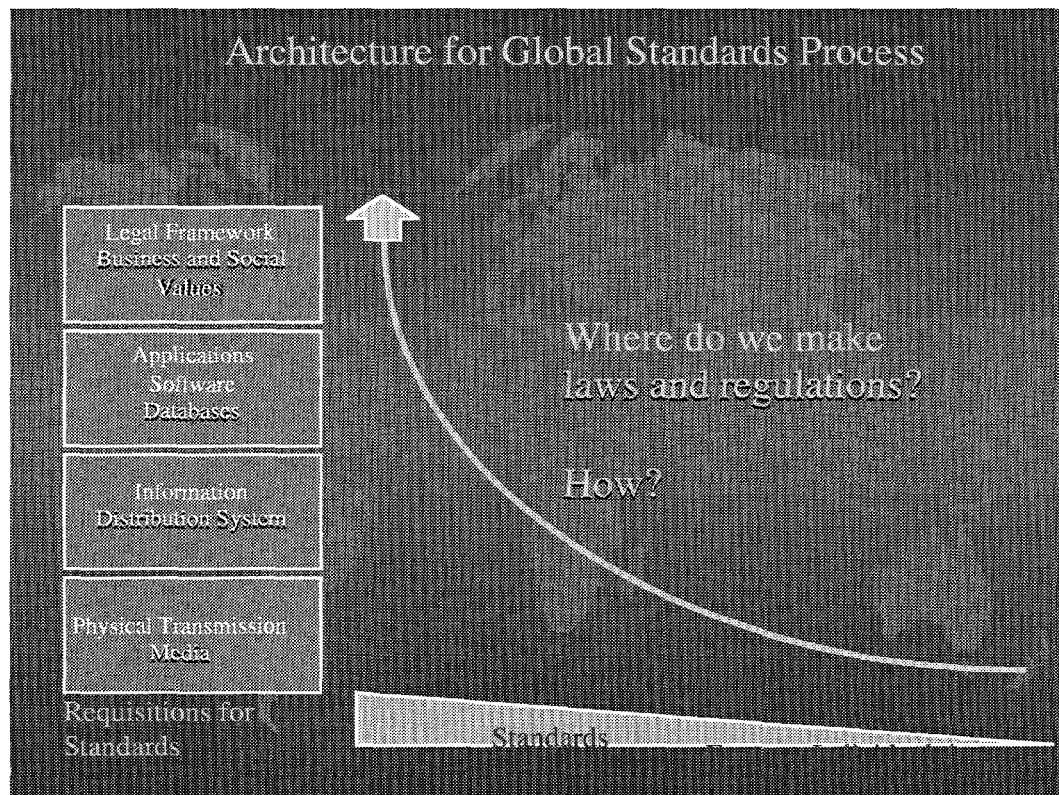 Architecture for Global Standards Process
Legal Framework
Business and Social
Values
Applications
Software
Databases
Information
Distribution System
Physical Transmission
Media
Where do we make
laws and regulations?
How?
Requisitions for
Standards
Standards